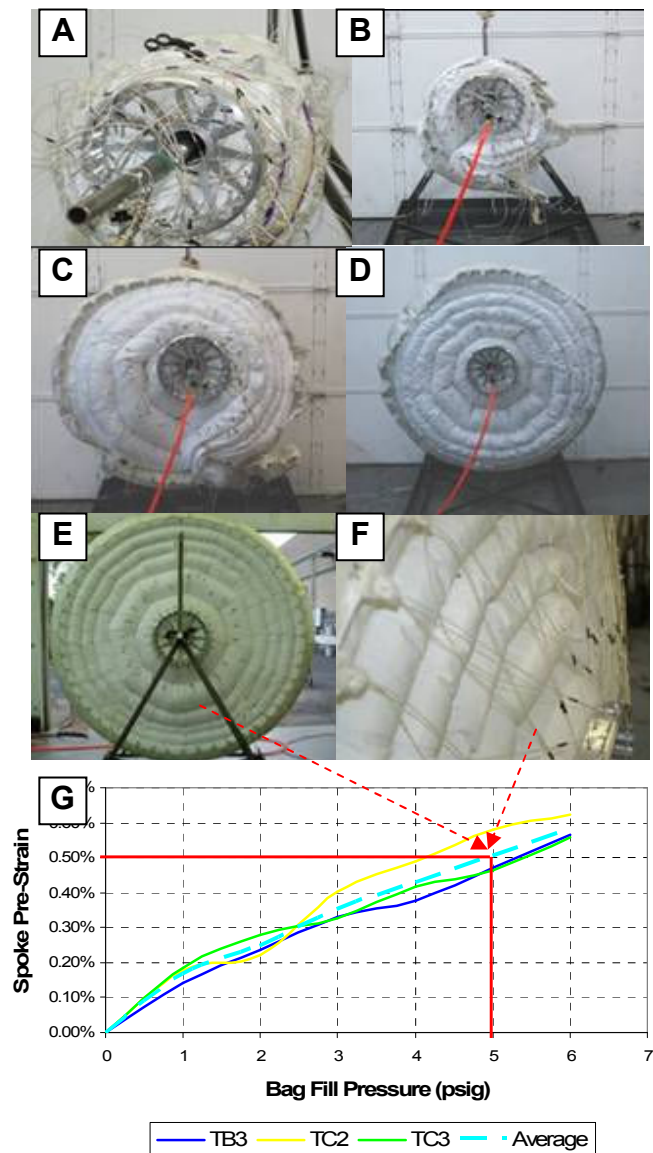 A
B
C
D
E
F
G
0.50%
0.40%
0.30%
0.20%
0.10%
0.00%
Spoke Pre-Strain
0 1 2 3 4 5 6 7
Bag Fill Pressure (psig)
TB3 TC2 TC3 Average